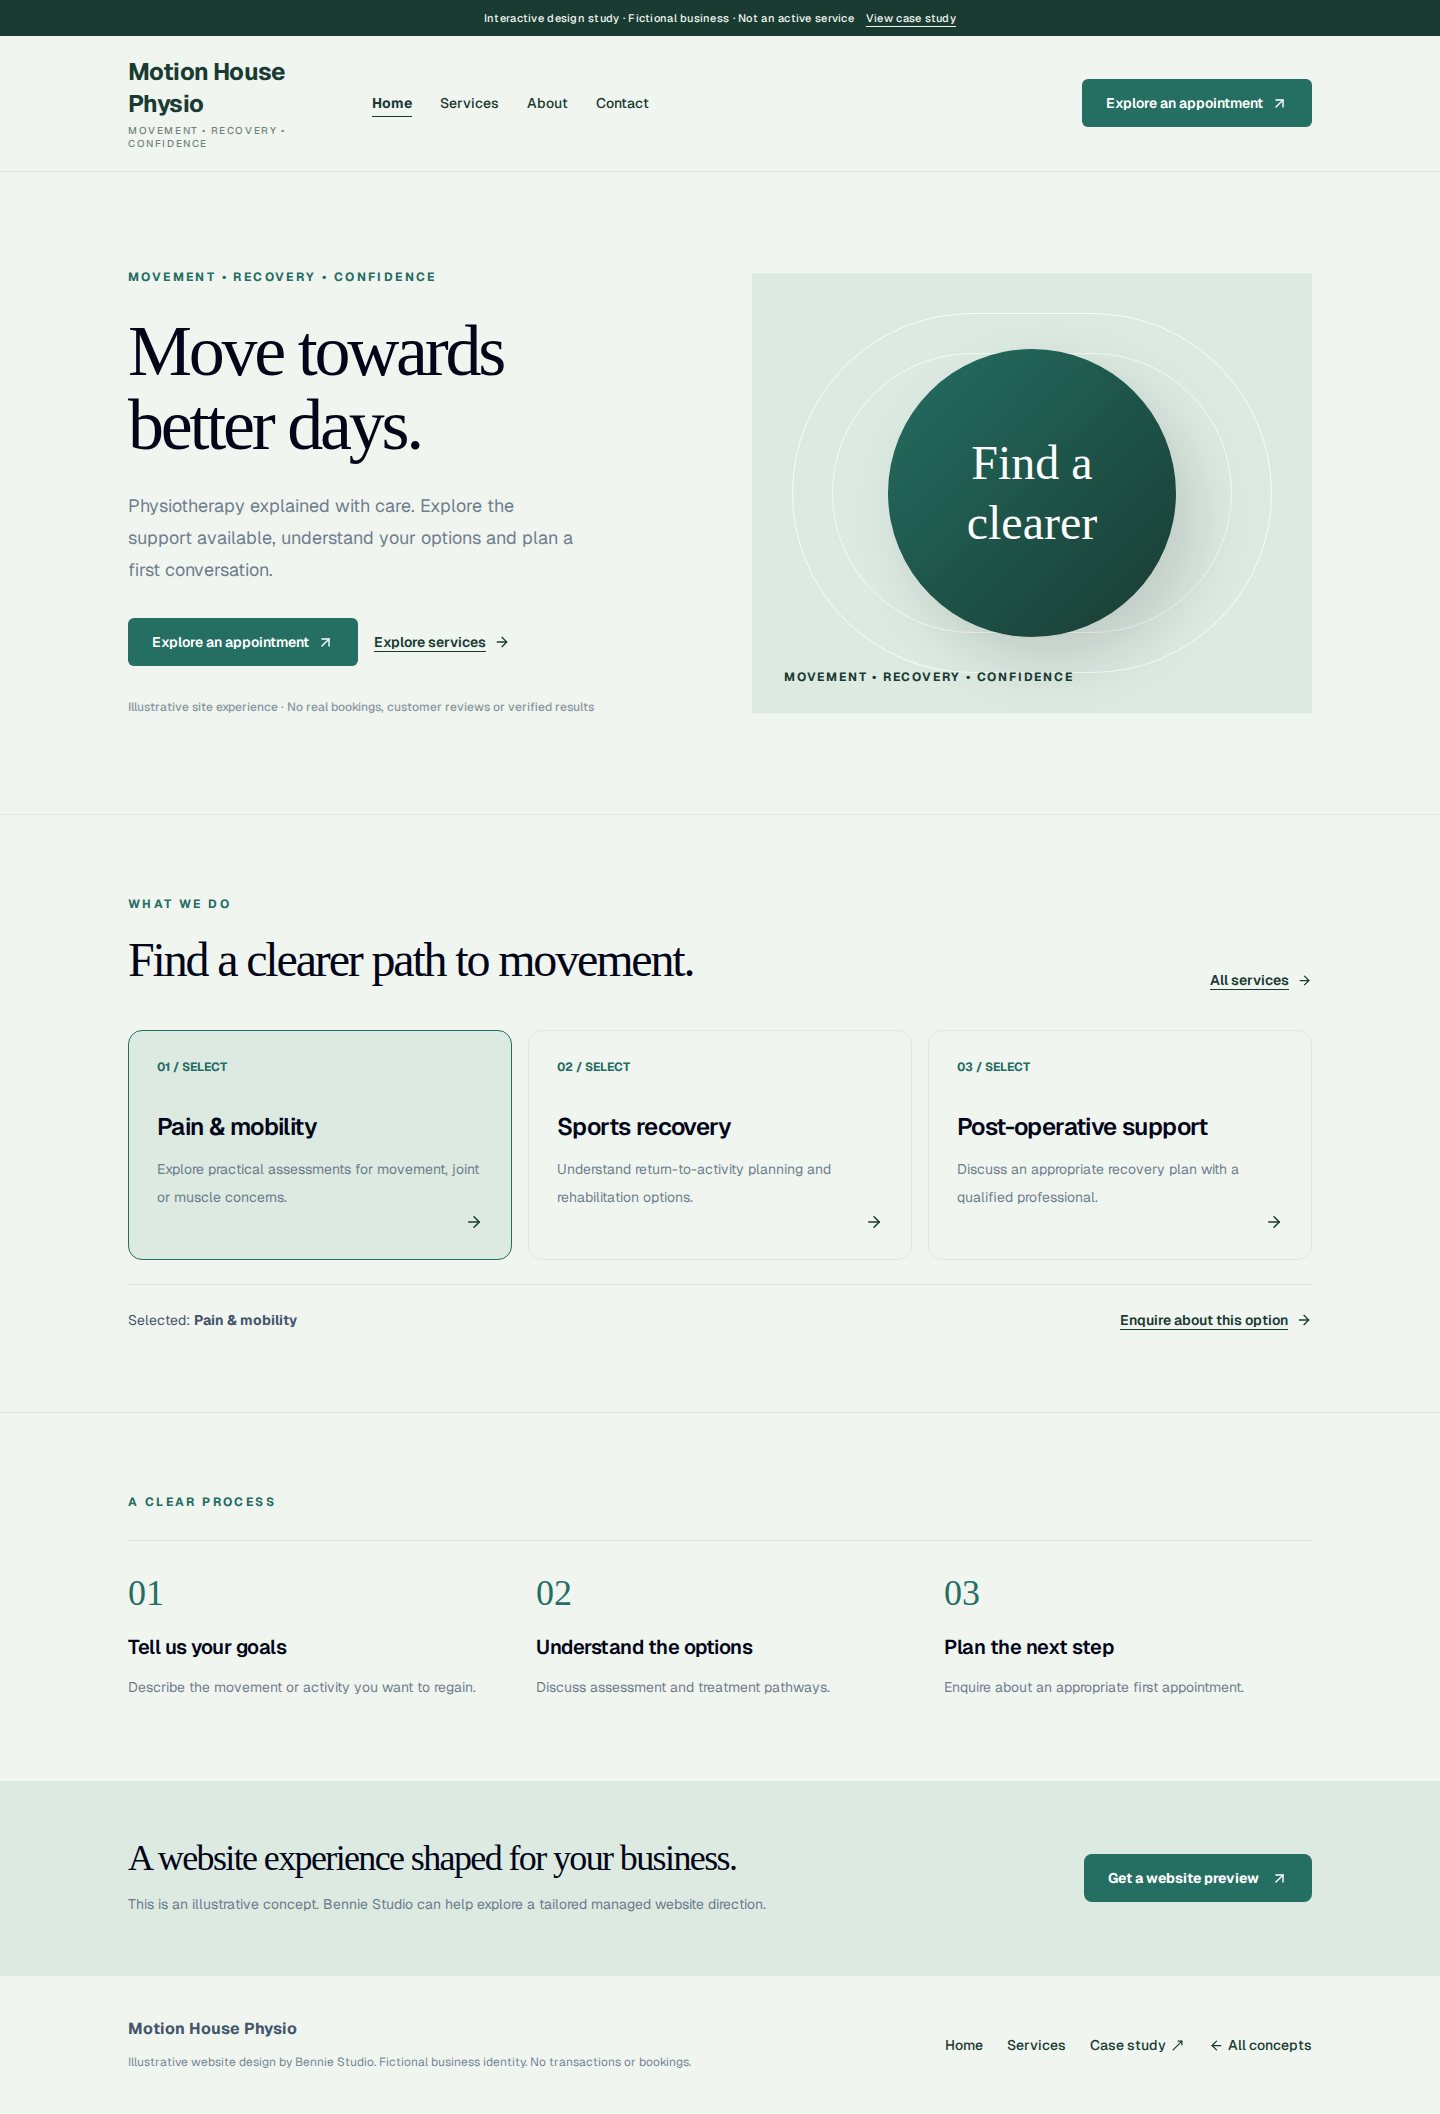 Interactive design study · Fictional business · Not an active service View case study
Motion House
Physio
MOVEMENT • RECOVERY •
CONFIDENCE
Home Services About Contact
Explore an appointment ↗
MOVEMENT • RECOVERY • CONFIDENCE
Move towards
better days.
Physiotherapy explained with care. Explore the
support available, understand your options and plan a
first conversation.
Explore an appointment ↗ Explore services →
Illustrative site experience · No real bookings, customer reviews or verified results
Find a
clearer
MOVEMENT • RECOVERY • CONFIDENCE
WHAT WE DO
Find a clearer path to movement.
All services →
01 / SELECT
Pain & mobility
Explore practical assessments for movement, joint
or muscle concerns.
→
02 / SELECT
Sports recovery
Understand return-to-activity planning and
rehabilitation options.
→
03 / SELECT
Post-operative support
Discuss an appropriate recovery plan with a
qualified professional.
→
Selected: Pain & mobility
Enquire about this option →
A CLEAR PROCESS
01
Tell us your goals
Describe the movement or activity you want to regain.
02
Understand the options
Discuss assessment and treatment pathways.
03
Plan the next step
Enquire about an appropriate first appointment.
A website experience shaped for your business.
This is an illustrative concept. Bennie Studio can help explore a tailored managed website direction.
Get a website preview ↗
Motion House Physio
Illustrative website design by Bennie Studio. Fictional business identity. No transactions or bookings.
Home Services Case study ↗ ← All concepts